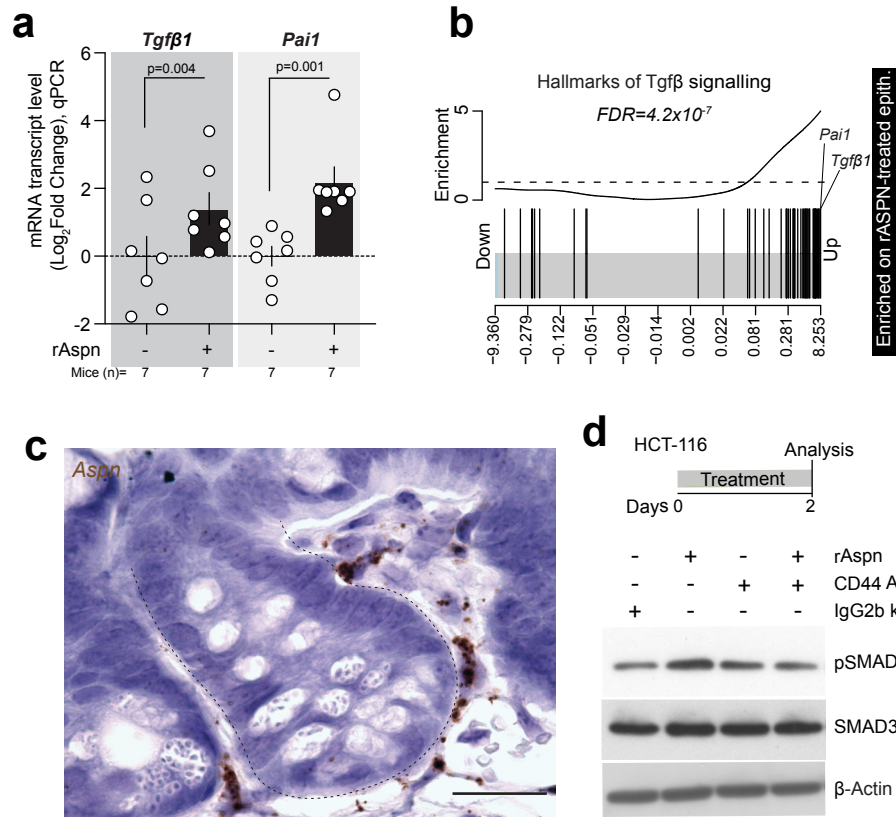 a
Tgfβ1 Pai1
mRNA transcript level
(Log2Fold Change), qPCR
6
4
2
0
-2
p=0.004 p=0.001
rAspn - + - +
Mice (n)= 7 7 7 7
b
Hallmarks of Tgfβ signalling
FDR=4.2x10-7
Enrichment
5
0
Pai1
Tgfβ1
Down
Up
-9.360 -0.279 -0.122 -0.051 -0.029 -0.014 0.002 0.022 0.081 0.281 8.253
Enriched on rASPN-treated epith.
c
Aspn
d
HCT-116
Analysis
Treatment
Days 0 2
- + - + rAspn
- - + + CD44 A
+ - - - IgG2b k
pSMAD
SMAD3
β-Actin